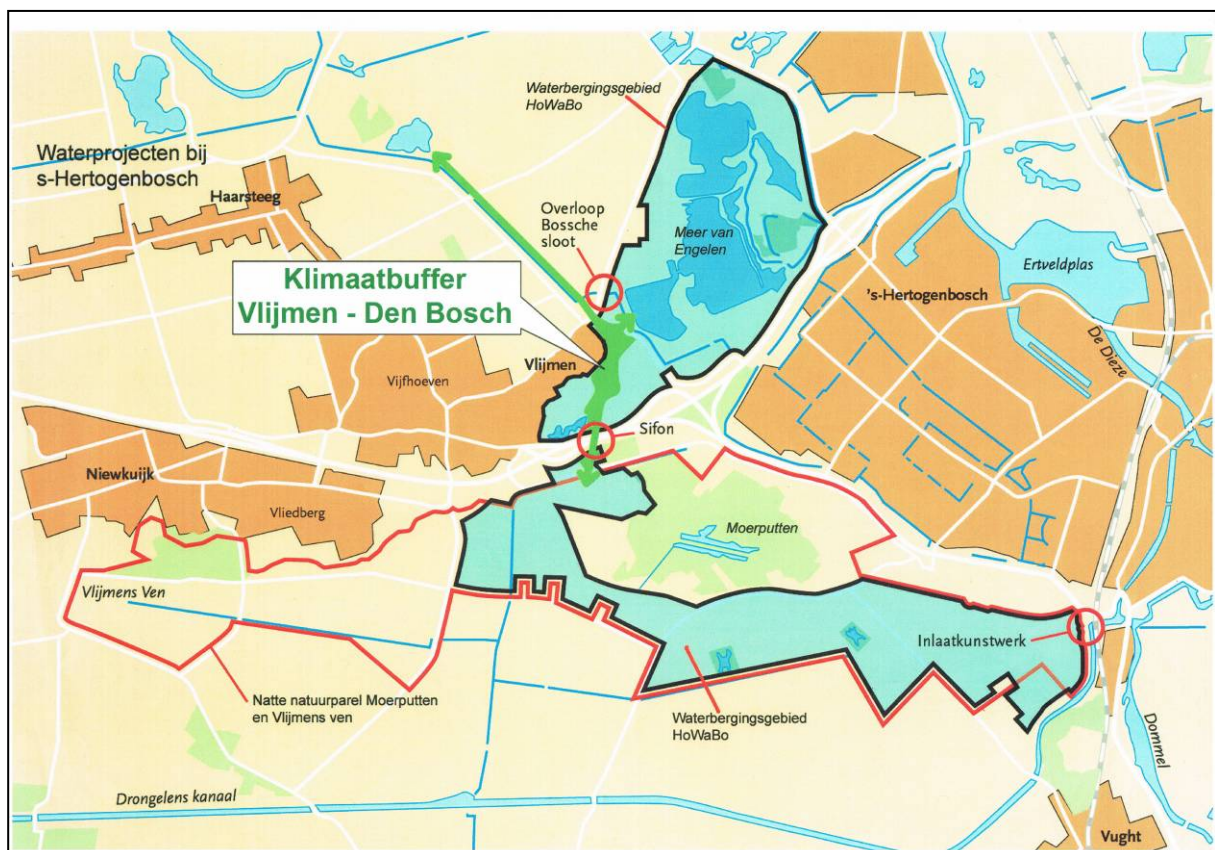 Waterprojecten bij
s-Hertogenbosch
Haarsteeg
Waterbergingsgebied
HoWaBo
Overloop
Bossche
sloot
Meer van
Engelen
Ertveldplas
's-Hertogenbosch
De Dieze
Klimaatbuffer
Vlijmen - Den Bosch
Vlijmen
Vijfhoeven
Sifon
Niewkuijk
Vliedberg
Moerputten
Vlijmens Ven
Inlaatkunstwerk
Natte natuurparel Moerputten
en Vlijmens ven
Waterbergingsgebied
HoWaBo
Dommel
Drongelens kanaal
Vught